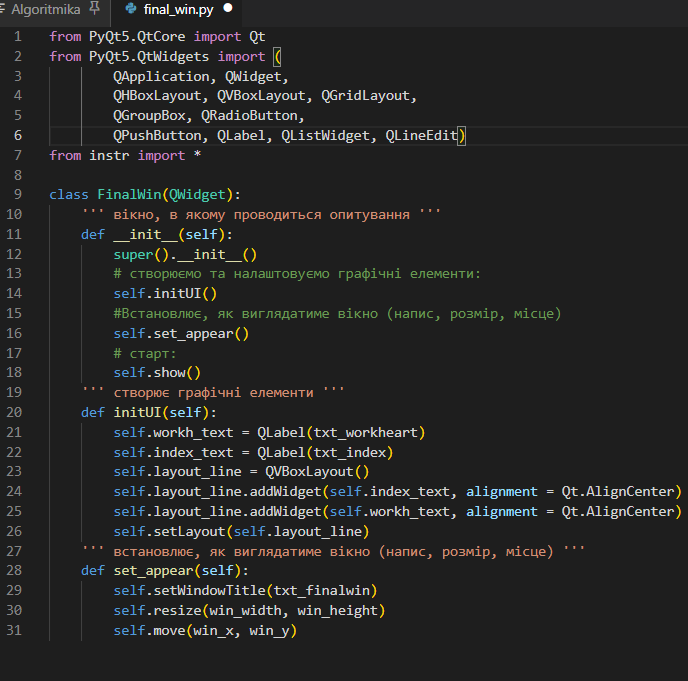 Algoritmika final_win.py
1 from PyQt5.QtCore import Qt
2 from PyQt5.QtWidgets import (
3         QApplication, QWidget,
4         QHBoxLayout, QVBoxLayout, QGridLayout,
5         QGroupBox, QRadioButton,
6         QPushButton, QLabel, QListWidget, QLineEdit)
7 from instr import *
8
9 class FinalWin(QWidget):
10     ''' вікно, в якому проводиться опитування '''
11     def __init__(self):
12         super().__init__()
13         # створюємо та налаштовуємо графічні елементи:
14         self.initUI()
15         #Встановлює, як виглядатиме вікно (напис, розмір, місце)
16         self.set_appear()
17         # старт:
18         self.show()
19     ''' створює графічні елементи '''
20     def initUI(self):
21         self.workh_text = QLabel(txt_workheart)
22         self.index_text = QLabel(txt_index)
23         self.layout_line = QVBoxLayout()
24         self.layout_line.addWidget(self.index_text, alignment = Qt.AlignCenter)
25         self.layout_line.addWidget(self.workh_text, alignment = Qt.AlignCenter)
26         self.setLayout(self.layout_line)
27     ''' встановлює, як виглядатиме вікно (напис, розмір, місце) '''
28     def set_appear(self):
29         self.setWindowTitle(txt_finalwin)
30         self.resize(win_width, win_height)
31         self.move(win_x, win_y)